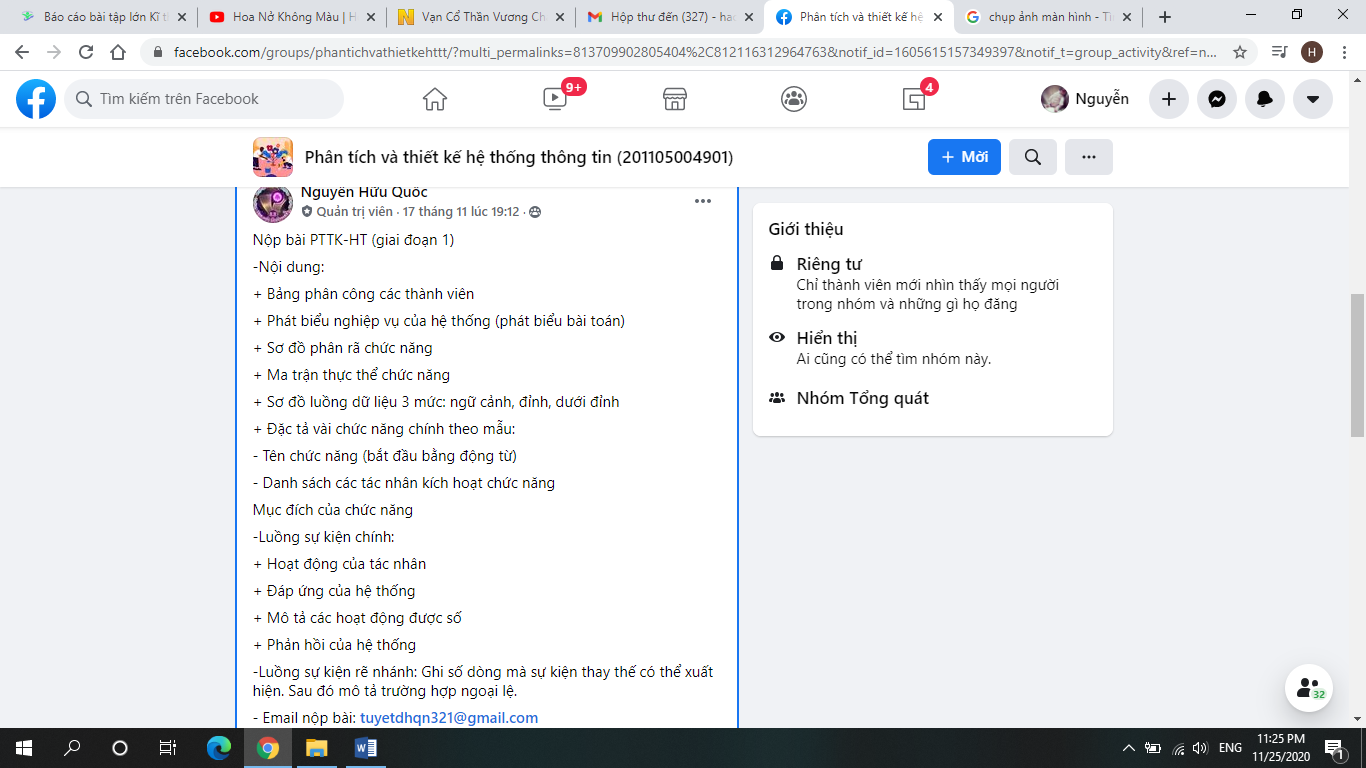 Báo cáo bài tập lớn Kĩ th
Hoa Nở Không Màu | H
Vạn Cổ Thần Vương Ch
Hộp thư đến (327) - hac
Phân tích và thiết kế hệ
chụp ảnh màn hình - Tì
facebook.com/groups/phantichvathietkehttt/?multi_permalinks=813709902805404%2C812116312964763&notif_id=1605615157349397&notif_t=group_activity&ref=n...
H
Tìm kiếm trên Facebook
9+
4
Nguyễn
Phân tích và thiết kế hệ thống thông tin (201105004901)
+ Mời
Nguyễn Hữu Quốc
Quản trị viên · 17 tháng 11 lúc 19:12 ·
Nộp bài PTTK-HT (giai đoạn 1)
-Nội dung:
+ Bảng phân công các thành viên
+ Phát biểu nghiệp vụ của hệ thống (phát biểu bài toán)
+ Sơ đồ phân rã chức năng
+ Ma trận thực thể chức năng
+ Sơ đồ luồng dữ liệu 3 mức: ngữ cảnh, đỉnh, dưới đỉnh
+ Đặc tả vài chức năng chính theo mẫu:
- Tên chức năng (bắt đầu bằng động từ)
- Danh sách các tác nhân kích hoạt chức năng
Mục đích của chức năng
-Luồng sự kiện chính:
+ Hoạt động của tác nhân
+ Đáp ứng của hệ thống
+ Mô tả các hoạt động được số
+ Phản hồi của hệ thống
-Luồng sự kiện rẽ nhánh: Ghi số dòng mà sự kiện thay thế có thể xuất
hiện. Sau đó mô tả trường hợp ngoại lệ.
- Email nộp bài: tuyetdhqn321@gmail.com
Giới thiệu
Riêng tư
Chỉ thành viên mới nhìn thấy mọi người
trong nhóm và những gì họ đăng
Hiển thị
Ai cũng có thể tìm nhóm này.
Nhóm Tổng quát
32
ENG
11:25 PM
11/25/2020
1